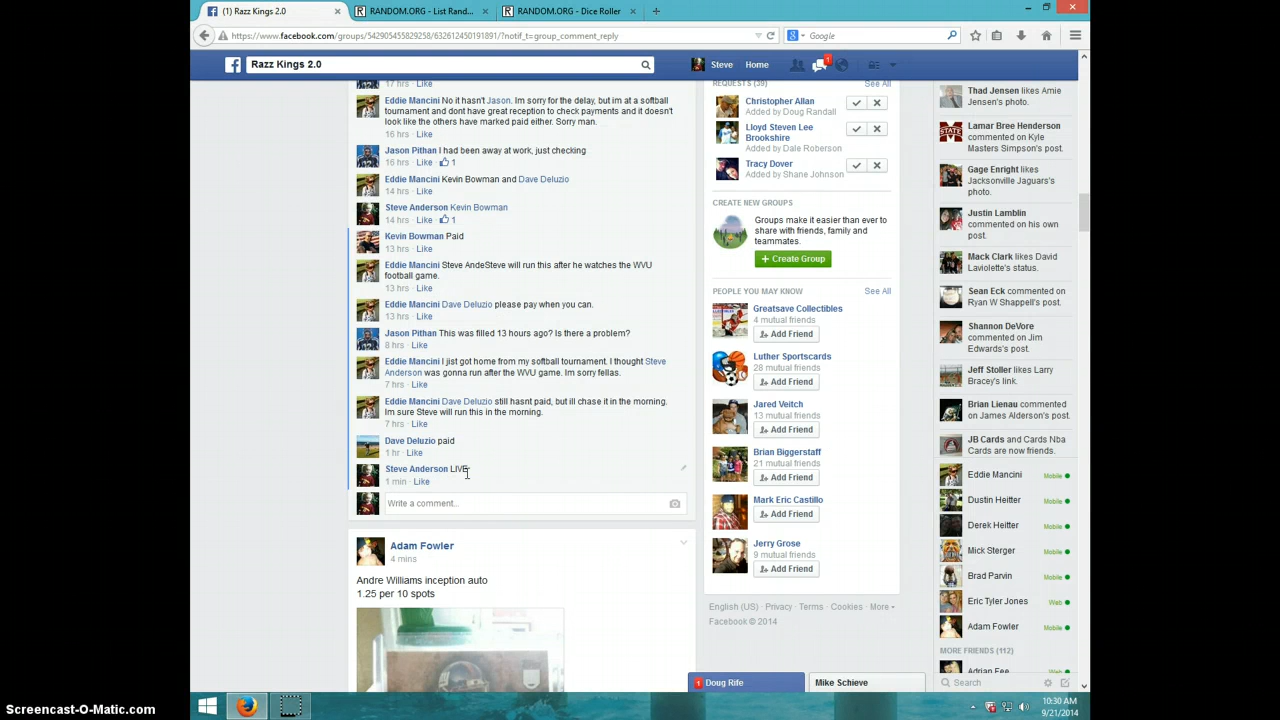 (1) Razz Kings 2.0
RANDOM.ORG - List Rand...
RANDOM.ORG - Dice Roller
https://www.facebook.com/groups/542905455829258/632612450191891/?notif_t=group_comment_reply
Google
Razz Kings 2.0
Steve
Home
1
17 hrs · Like
Eddie Mancini No it hasn't Jason. Im sorry for the delay, but im at a softball
tournament and dont have great reception to check payments and it doesn't
look like the others have marked paid either. Sorry man.
16 hrs · Like
Jason Pithan I had been away at work, just checking
16 hrs · Like · 1
Eddie Mancini Kevin Bowman and Dave Deluzio
14 hrs · Like
Steve Anderson Kevin Bowman
14 hrs · Like · 1
Kevin Bowman Paid
13 hrs · Like
Eddie Mancini Steve AndeSteve will run this after he watches the WVU
football game.
13 hrs · Like
Eddie Mancini Dave Deluzio please pay when you can.
13 hrs · Like
Jason Pithan This was filled 13 hours ago? Is there a problem?
8 hrs · Like
Eddie Mancini I jist got home from my softball tournament. I thought Steve
Anderson was gonna run after the WVU game. Im sorry fellas.
7 hrs · Like
Eddie Mancini Dave Deluzio still hasnt paid, but ill chase it in the morning.
Im sure Steve will run this in the morning.
7 hrs · Like
Dave Deluzio paid
1 hr · Like
Steve Anderson LIVE
1 min · Like
Write a comment...
Adam Fowler
4 mins
Andre Williams inception auto
1.25 per 10 spots
REQUESTS (39)
See All
Christopher Allan
Added by Doug Randall
Lloyd Steven Lee
Brookshire
Added by Dale Roberson
Tracy Dover
Added by Shane Johnson
CREATE NEW GROUPS
Groups make it easier than ever to
share with friends, family and
teammates.
+ Create Group
PEOPLE YOU MAY KNOW
See All
Greatsave Collectibles
4 mutual friends
Add Friend
Luther Sportscards
28 mutual friends
Add Friend
Jared Veitch
13 mutual friends
Add Friend
Brian Biggerstaff
21 mutual friends
Add Friend
Mark Eric Castillo
Add Friend
Jerry Grose
9 mutual friends
Add Friend
English (US) · Privacy · Terms · Cookies · More
Facebook © 2014
Thad Jensen likes Amie
Jensen's photo.
Lamar Bree Henderson
commented on Kyle
Masters Simpson's post.
Gage Enright likes
Jacksonville Jaguars's
photo.
Justin Lamblin
commented on his own
post.
Mack Clark likes David
Laviolette's status.
Sean Eck commented on
Ryan W Shappell's post.
Shannon DeVore
commented on Jim
Edwards's post.
Jeff Stoller likes Larry
Bracey's link.
Brian Lienau commented
on James Alderson's post.
JB Cards and Cards Nba
Cards are now friends.
Eddie Mancini Mobile
Dustin Heitter Mobile
Derek Heitter Mobile
Mick Sterger Mobile
Brad Parvin Mobile
Eric Tyler Jones Web
Adam Fowler Mobile
MORE FRIENDS (112)
Adrian Fee Web
Search
1 Doug Rife
Mike Schieve
10:30 AM
9/21/2014
Screencast-O-Matic.com